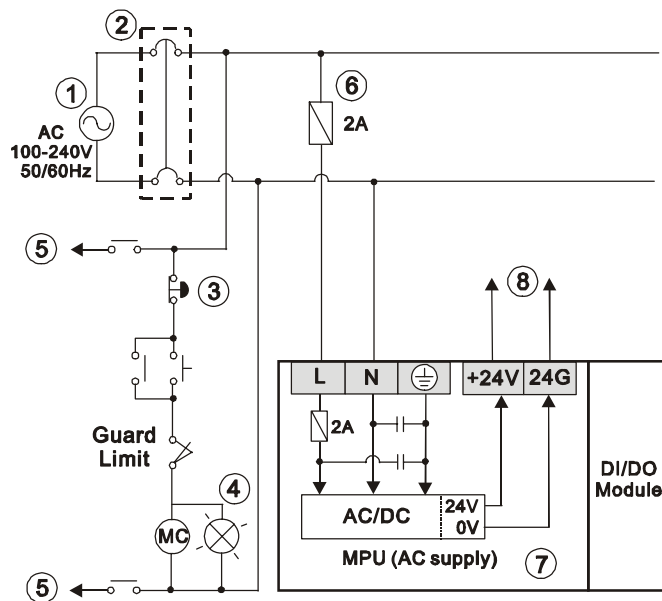 2
1
AC
100-240V
50/60Hz
6
2A
5
3
8
L N +24V 24G
2A
Guard
Limit
4
DI/DO
Module
AC/DC
24V
0V
MC
MPU (AC supply)
7
5